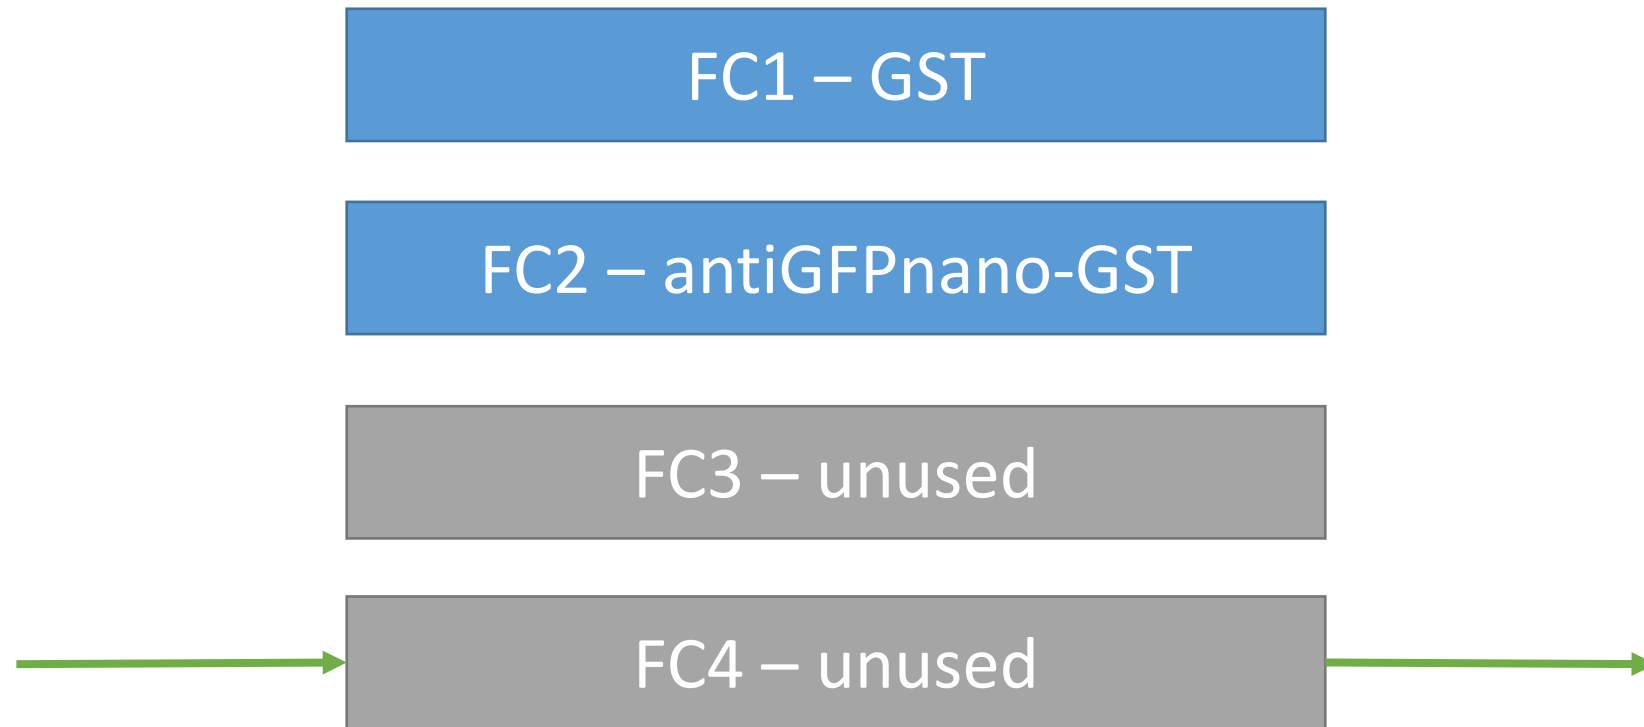 FC1 – GST
FC2 – antiGFPnano-GST
FC3 – unused
FC4 – unused